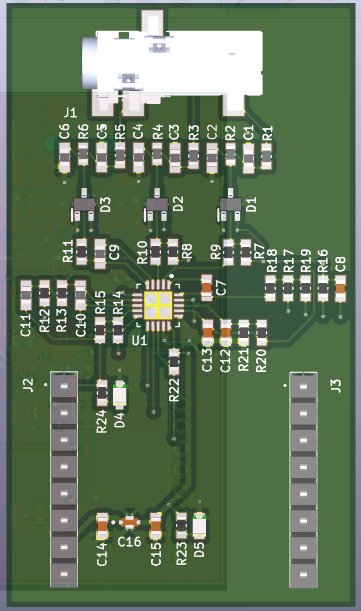 J1
C6 R6 C5 R5 C4 R4 C3 R3 C2 R2 C1 R1
D3 D2 D1
R11 C9 R10 R8 R9 R7
R18 R17 R19 R16 C8
C7
C11 R12 R13 C10 R15 R14
U1
C13 C12 R21 R20
R22
J2 J3
R24 D4
C14 C16 C15 R23 D5